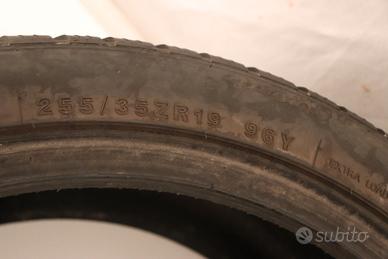 255/35ZR19 96Y EXTRA LOAD
subito